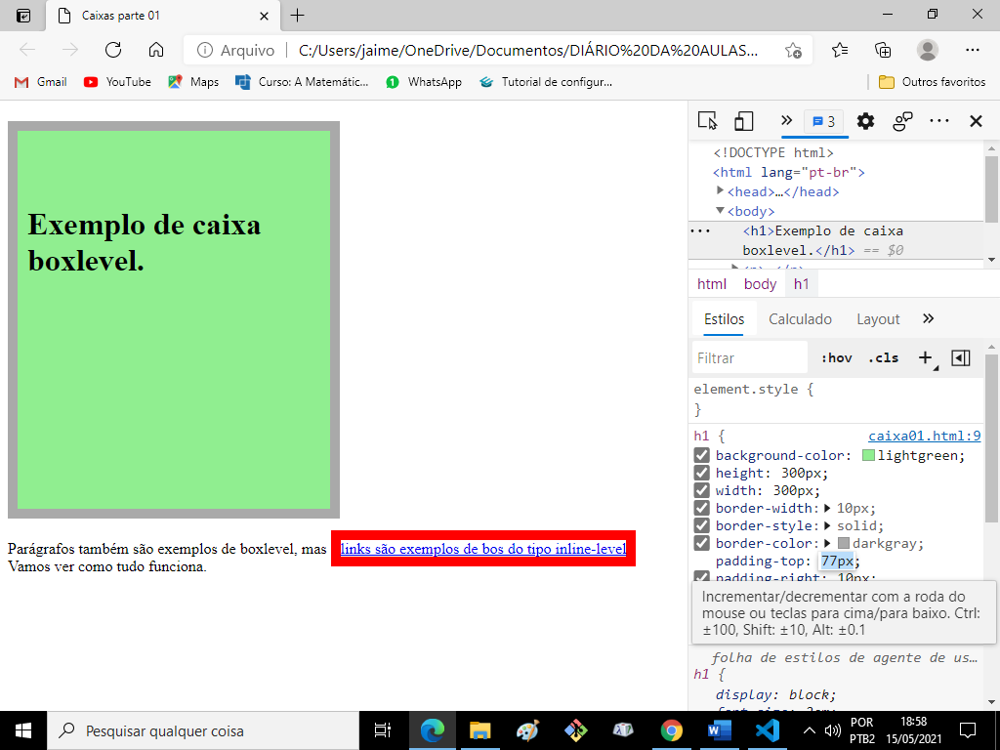 Caixas parte 01
Arquivo
C:/Users/jaime/OneDrive/Documentos/DIÁRIO%20DA%20AULAS...
Gmail
YouTube
Maps
Curso: A Matemátic...
WhatsApp
Tutorial de configur...
Outros favoritos
Exemplo de caixa
boxlevel.
Parágrafos também são exemplos de boxlevel, mas links são exemplos de bos do tipo inline-level
Vamos ver como tudo funciona.
3
<!DOCTYPE html>
<html lang="pt-br">
<head>…</head>
<body>
<h1>Exemplo de caixa
boxlevel.</h1> == $0
html body h1
Estilos Calculado Layout
Filtrar
:hov .cls
element.style {
}
h1 { caixa01.html:9
background-color: lightgreen;
height: 300px;
width: 300px;
border-width: 10px;
border-style: solid;
border-color: darkgray;
padding-top: 77px;
padding-right: 10px;
Incrementar/decrementar com a roda do
mouse ou teclas para cima/para baixo. Ctrl:
±100, Shift: ±10, Alt: ±0.1
folha de estilos de agente de us…
h1 {
display: block;
Pesquisar qualquer coisa
POR
PTB2
18:58
15/05/2021